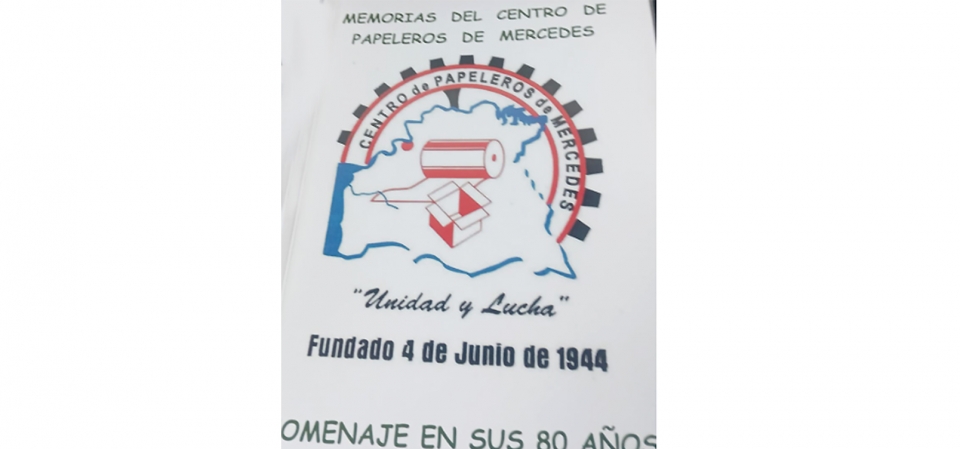 MEMORIAS DEL CENTRO DE
PAPELEROS DE MERCEDES
CENTRO de PAPELEROS de MERCEDES
"Unidad y Lucha"
Fundado 4 de Junio de 1944
OMENAJE EN SUS 80 AÑOS